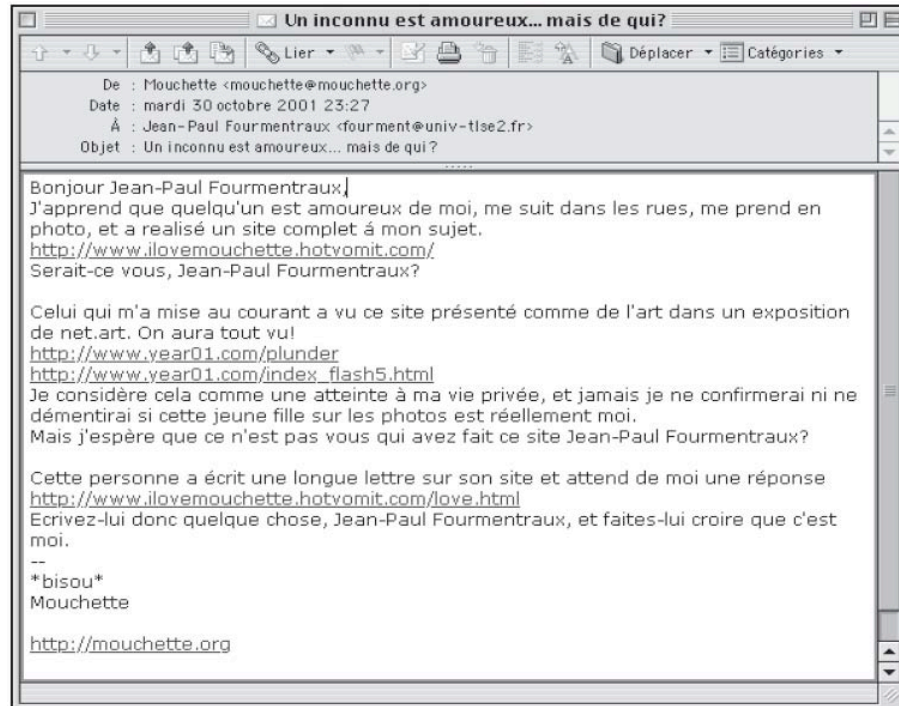 Un inconnu est amoureux... mais de qui?
Lier
Déplacer
Catégories
De : Mouchette <mouchette@mouchette.org>
Date : mardi 30 octobre 2001 23:27
À : Jean-Paul Fourmentraux <fourment@univ-tlse2.fr>
Objet : Un inconnu est amoureux... mais de qui?
Bonjour Jean-Paul Fourmentraux,
J'apprend que quelqu'un est amoureux de moi, me suit dans les rues, me prend en
photo, et a realisé un site complet á mon sujet.
http://www.ilovemouchette.hotvomit.com/
Serait-ce vous, Jean-Paul Fourmentraux?
Celui qui m'a mise au courant a vu ce site présenté comme de l'art dans un exposition
de net.art. On aura tout vu!
http://www.year01.com/plunder
http://www.year01.com/index_flash5.html
Je considère cela comme une atteinte à ma vie privée, et jamais je ne confirmerai ni ne
démentirai si cette jeune fille sur les photos est réellement moi.
Mais j'espère que ce n'est pas vous qui avez fait ce site Jean-Paul Fourmentraux?
Cette personne a écrit une longue lettre sur son site et attend de moi une réponse
http://www.ilovemouchette.hotvomit.com/love.html
Ecrivez-lui donc quelque chose, Jean-Paul Fourmentraux, et faites-lui croire que c'est
moi.
--
*bisou*
Mouchette
http://mouchette.org